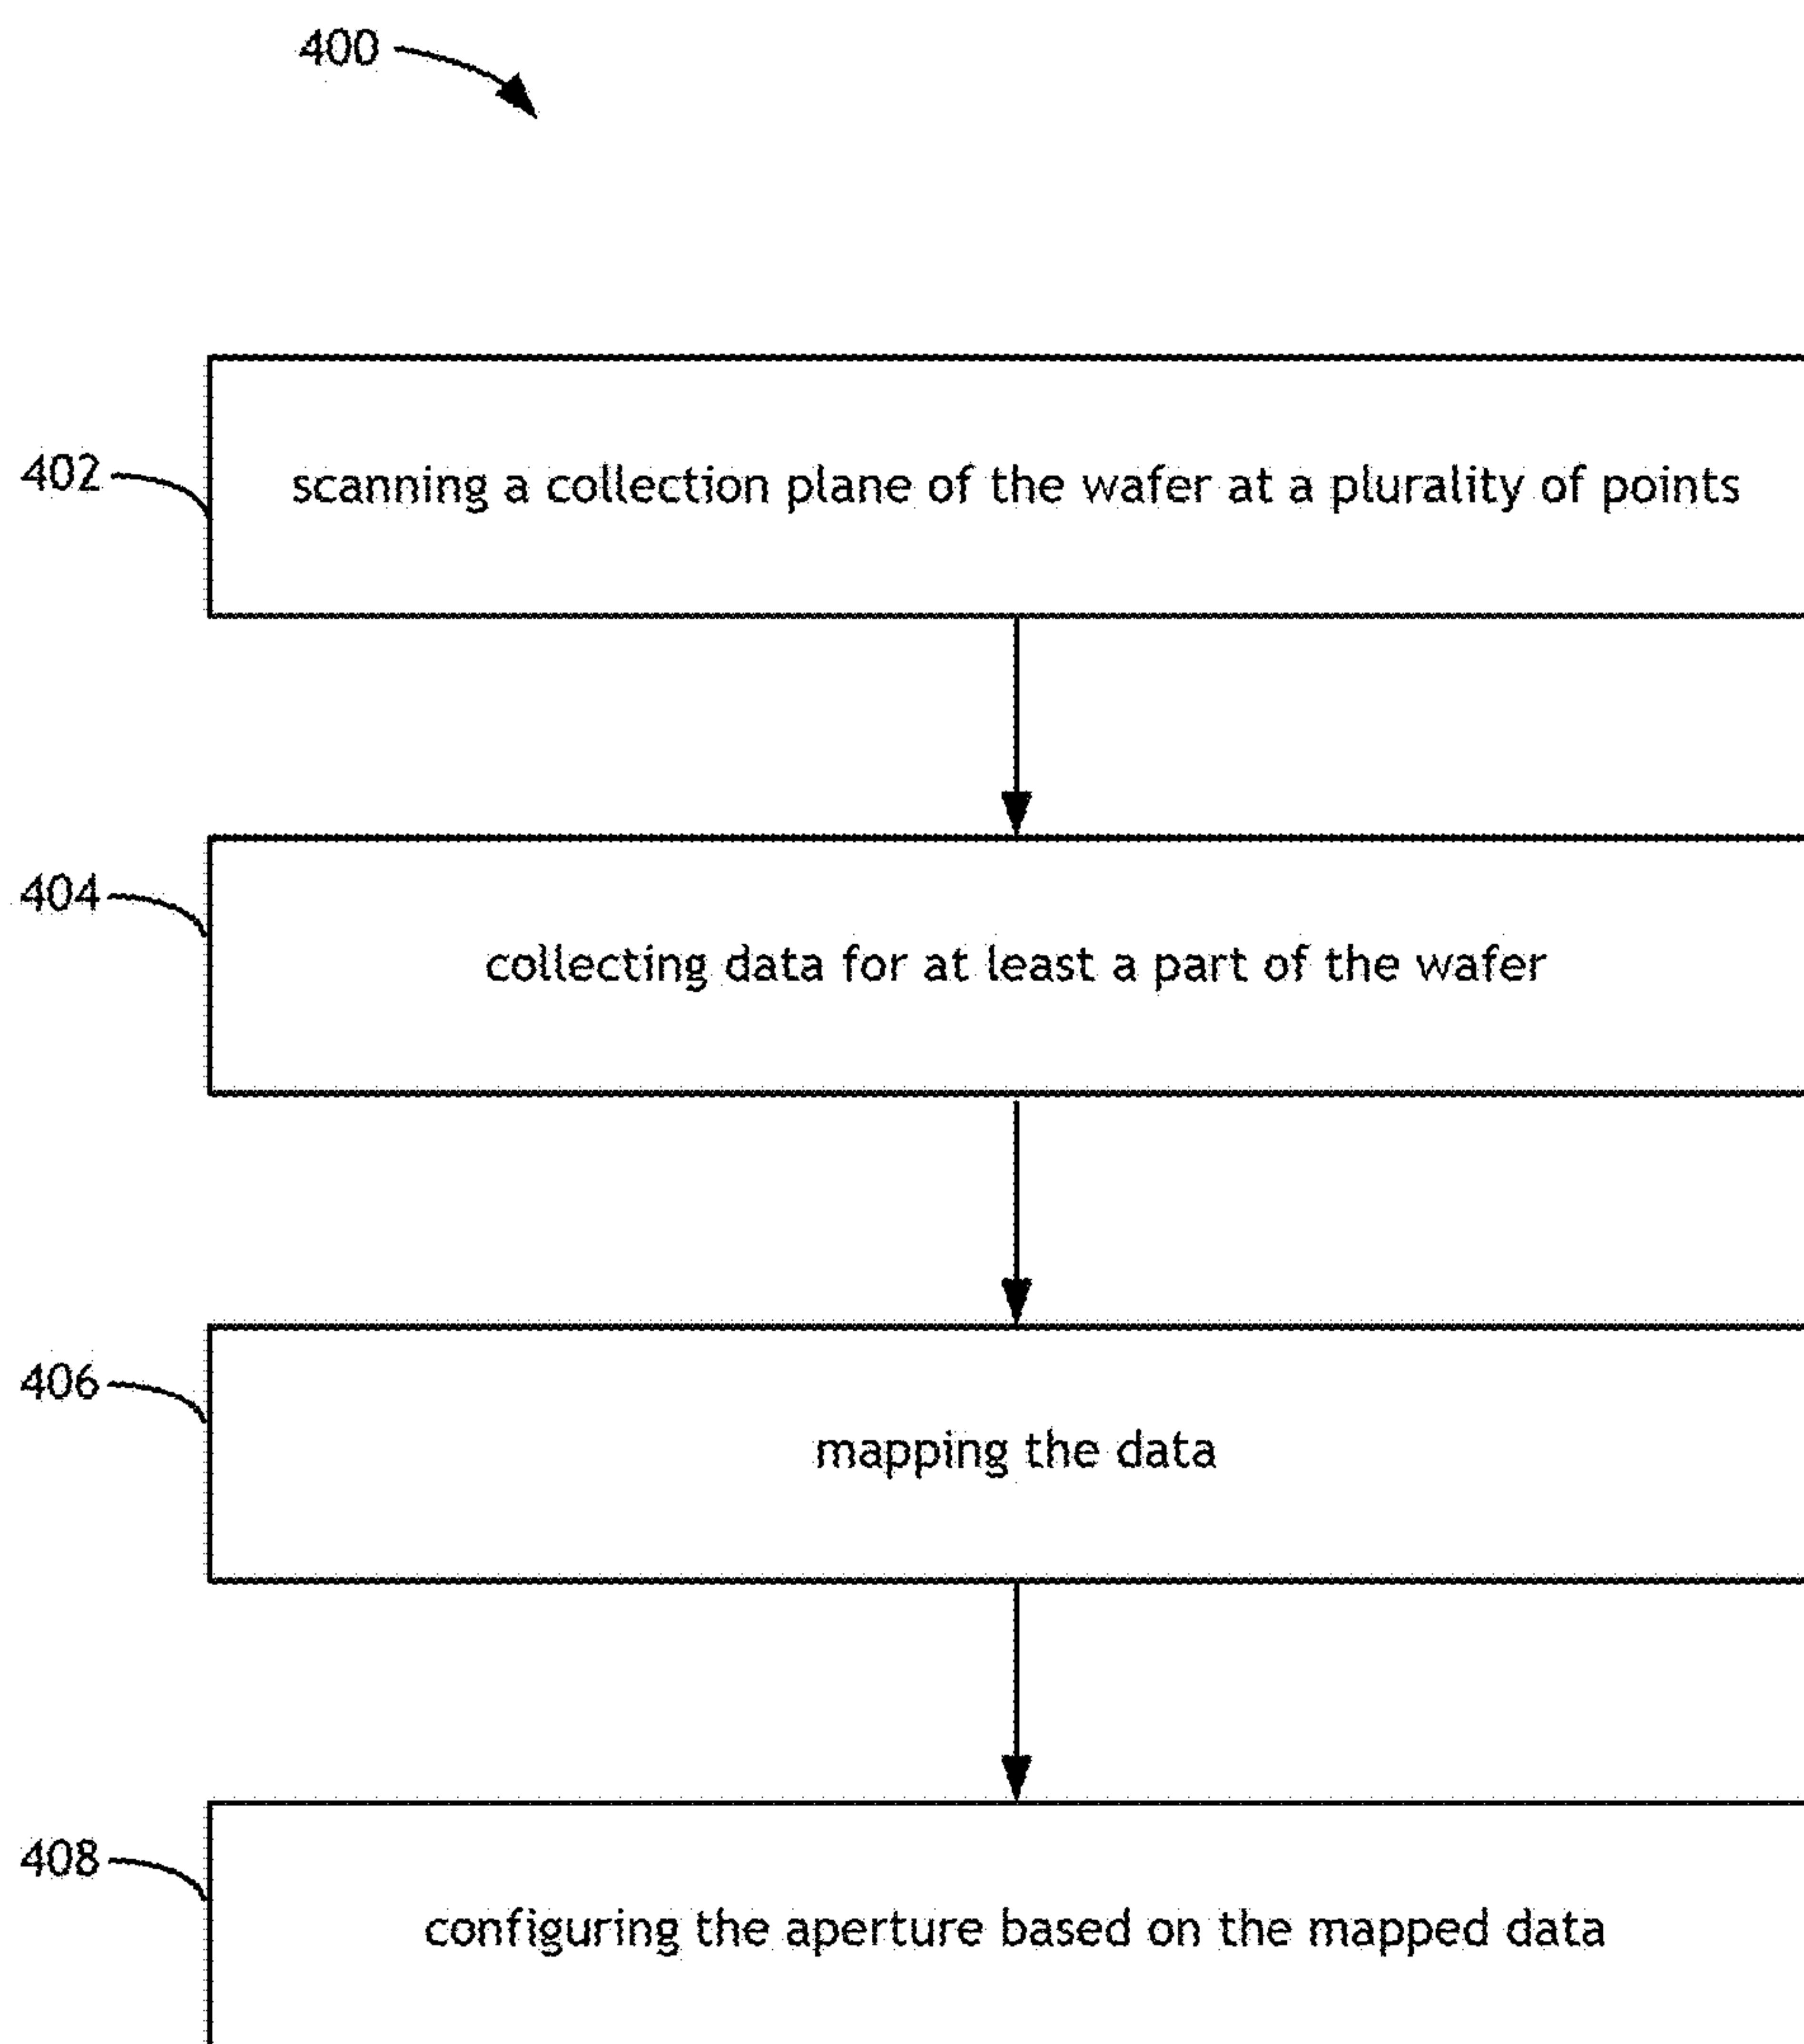 400
402
scanning a collection plane of the wafer at a plurality of points
404
collecting data for at least a part of the wafer
406
mapping the data
408
configuring the aperture based on the mapped data